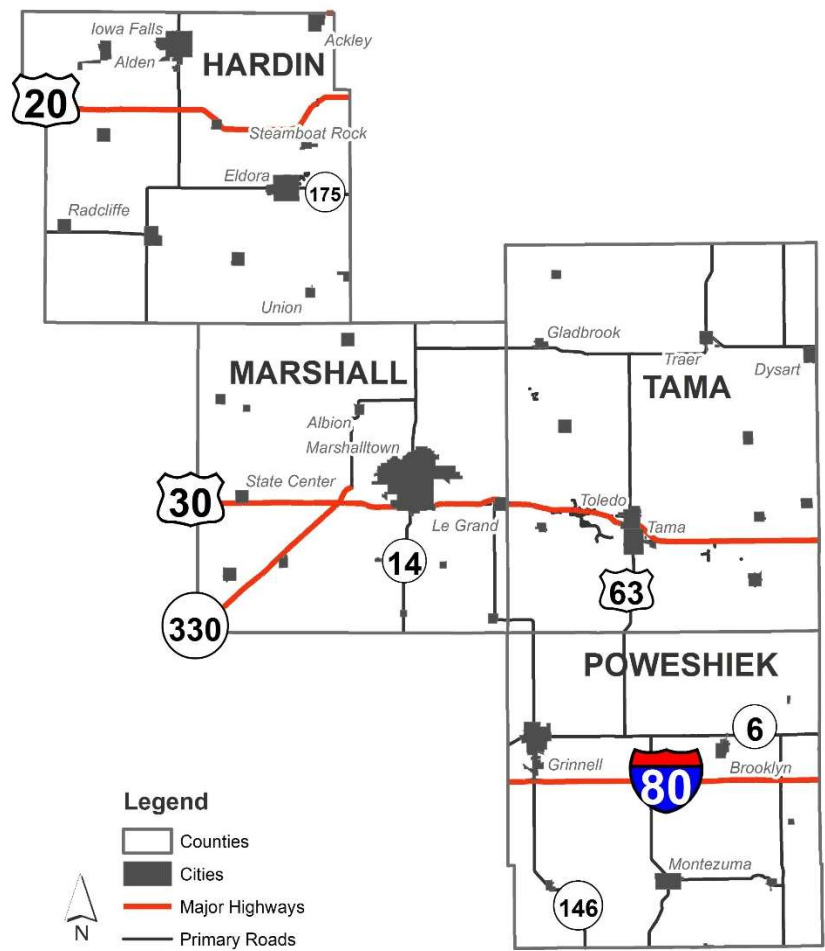 Iowa Falls
Ackley
Alden
HARDIN
20
Steamboat Rock
Eldora
175
Radcliffe
Union
Gladbrook
Traer
Dysart
MARSHALL
TAMA
Albion
Marshalltown
State Center
30
Toledo
Le Grand
Tama
14
63
330
POWESHIEK
6
Grinnell
80
Brooklyn
Legend
Counties
Cities
Major Highways
Primary Roads
N
Montezuma
146